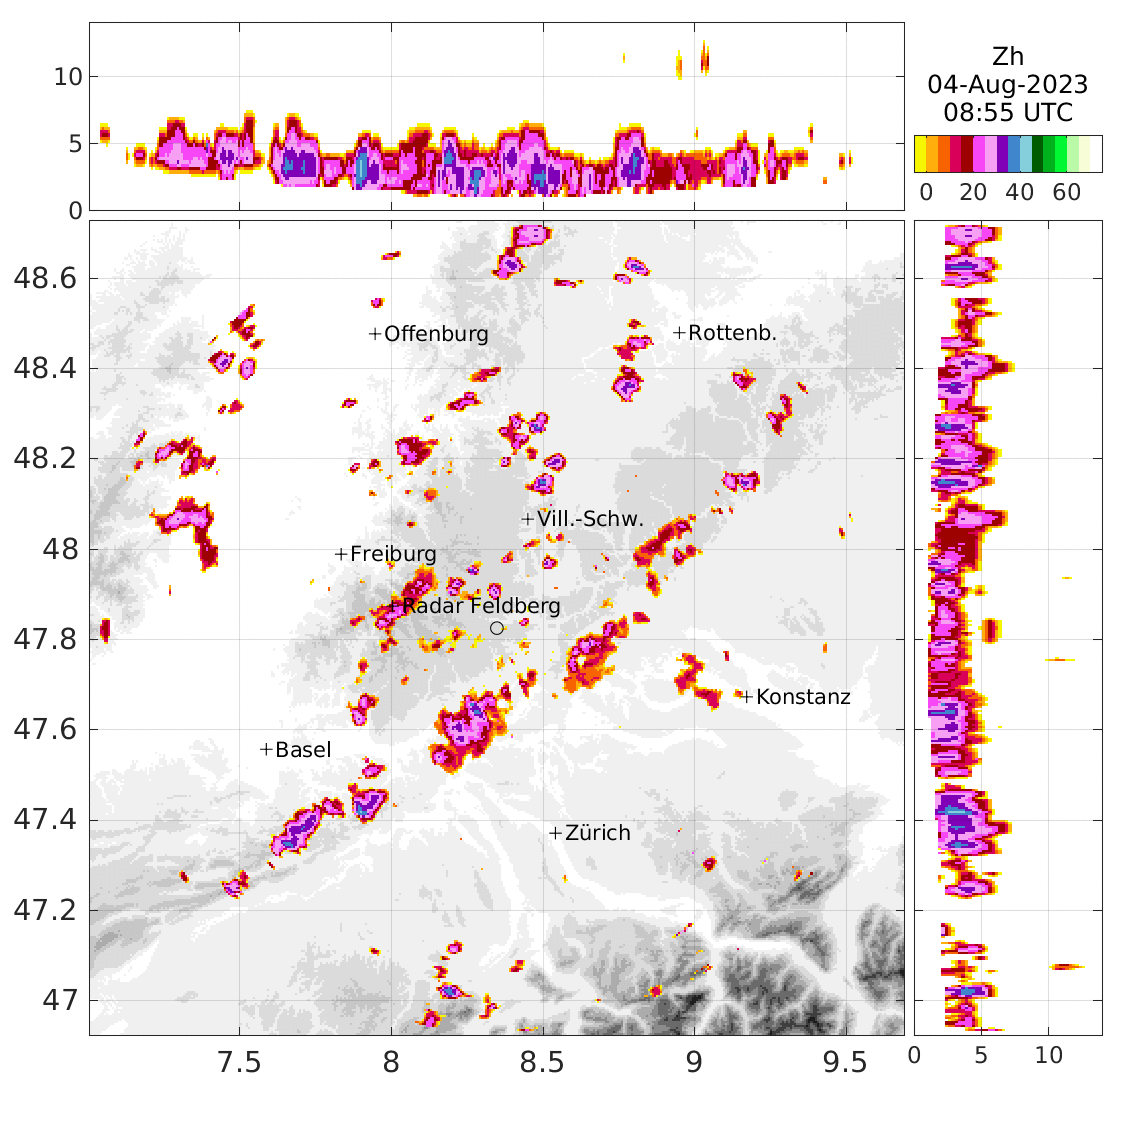 10
5
0
Zh
04-Aug-2023
08:55 UTC
0 20 40 60
48.6
48.4
48.2
48
47.8
47.6
47.4
47.2
47
Offenburg
Rottenb.
Vill.-Schw.
Freiburg
Radar Feldberg
Konstanz
Basel
Zürich
7.5 8 8.5 9 9.5
0 5 10